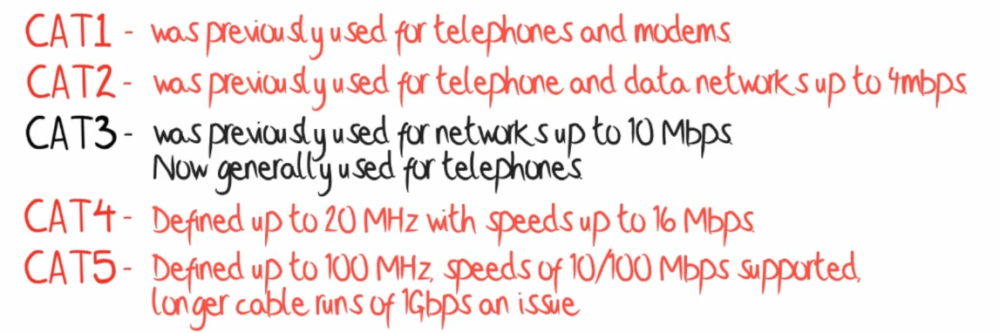 CAT1 - was previously used for telephones and modems
CAT2 - was previously used for telephone and data networks up to 4mbps
CAT3 - was previously used for networks up to 10 Mbps
Now generally used for telephones
CAT4 - Defined up to 20 MHz with speeds up to 16 Mbps
CAT5 - Defined up to 100 MHz, speeds of 10/100 Mbps supported,
longer cable runs of 1Gbps an issue